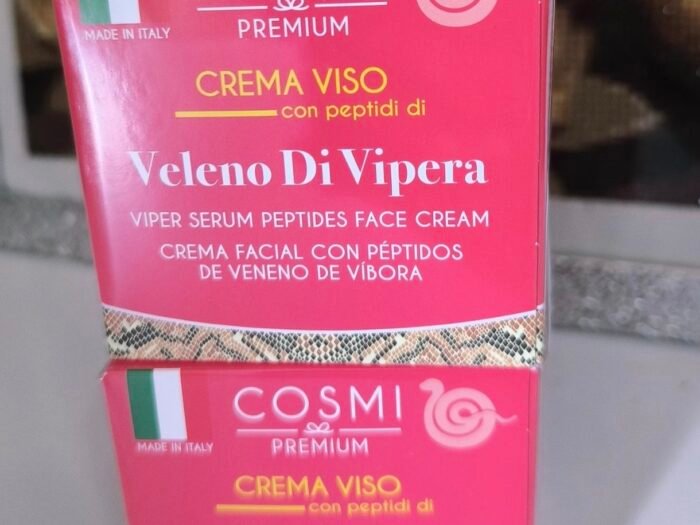 MADE IN ITALY
PREMIUM
CREMA VISO
con peptidi di
Veleno Di Vipera
VIPER SERUM PEPTIDES FACE CREAM
CREMA FACIAL CON PÉPTIDOS
DE VENENO DE VÍBORA
COSMI
PREMIUM
MADE IN ITALY
CREMA VISO
con peptidi di